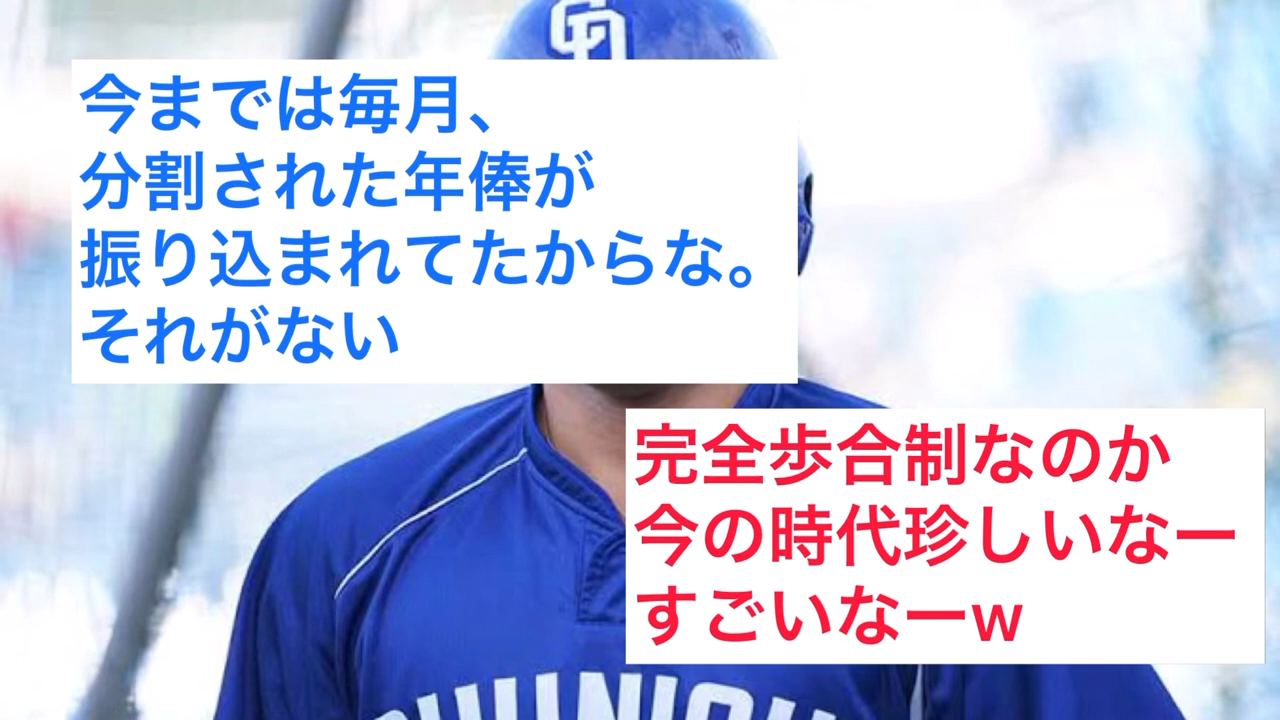 CD
今までは毎月、
分割された年俸が
振り込まれてたからな。
それがない
完全歩合制なのか
今の時代珍しいなー
すごいなーw
CHUNICHI